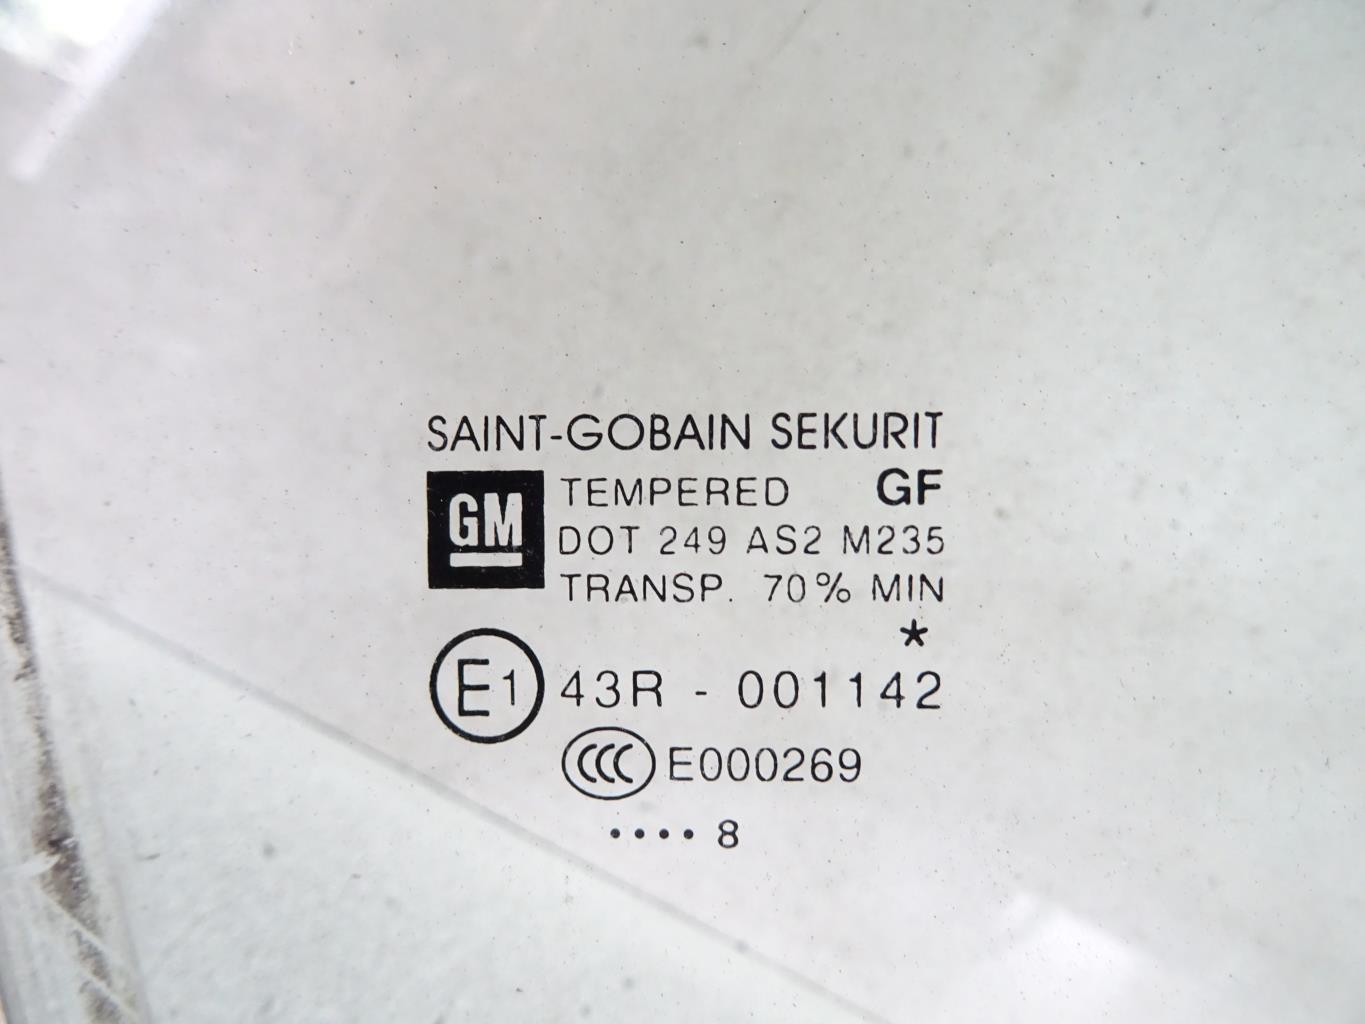 SAINT-GOBAIN SEKURIT
GM TEMPERED GF
DOT 249 AS2 M235
TRANSP. 70% MIN
*
E1 43R - 001142
CCC E000269
•••• 8